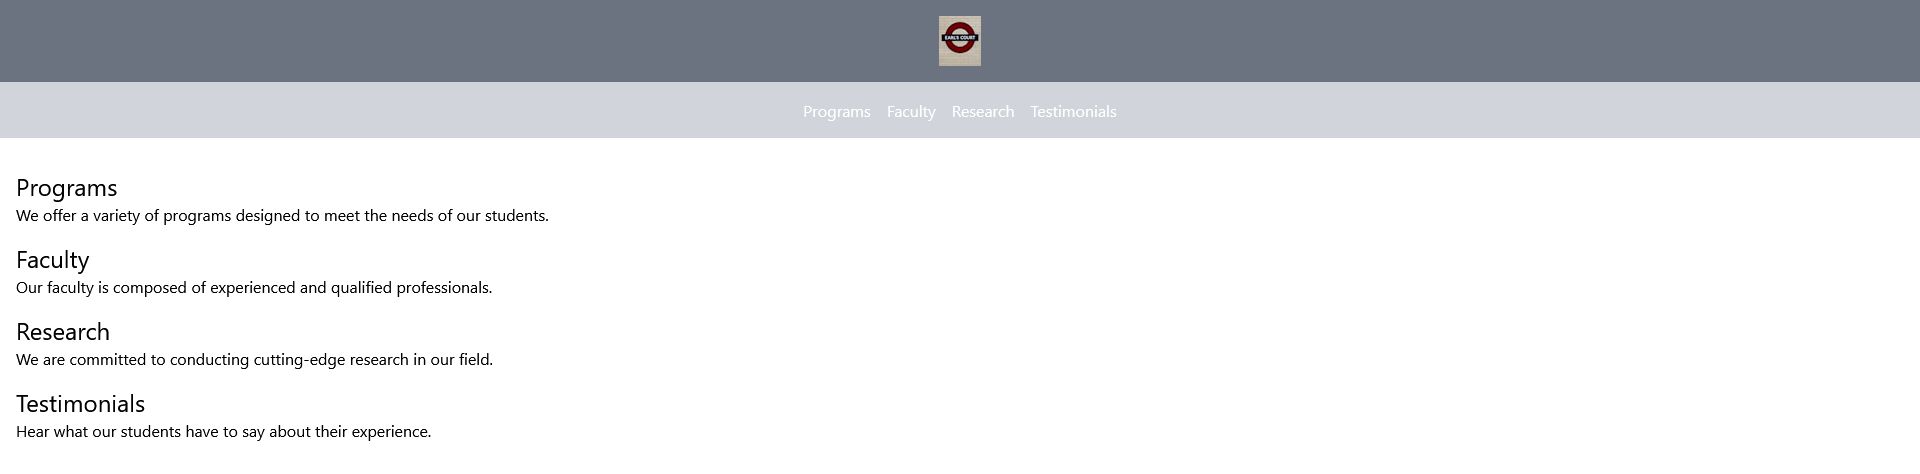 EARL'S COURT
Programs Faculty Research Testimonials
Programs
We offer a variety of programs designed to meet the needs of our students.
Faculty
Our faculty is composed of experienced and qualified professionals.
Research
We are committed to conducting cutting-edge research in our field.
Testimonials
Hear what our students have to say about their experience.